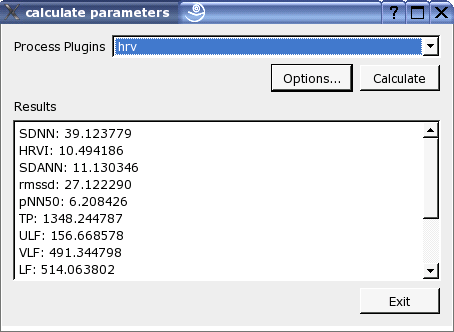 calculate parameters
Process Plugins hrv
Options... Calculate
Results
SDNN: 39.123779
HRVI: 10.494186
SDANN: 11.130346
rmssd: 27.122290
pNN50: 6.208426
TP: 1348.244787
ULF: 156.668578
VLF: 491.344798
LF: 514.063802
Exit